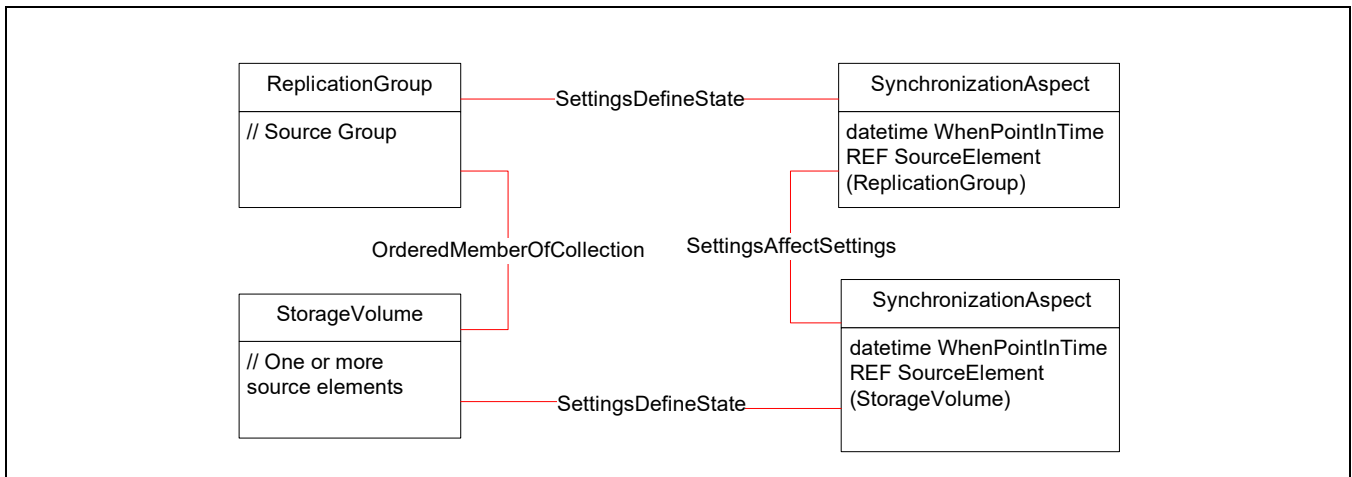 ReplicationGroup
// Source Group
SettingsDefineState
SynchronizationAspect
datetime WhenPointInTime
REF SourceElement
(ReplicationGroup)
OrderedMemberOfCollection
SettingsAffectSettings
StorageVolume
// One or more
source elements
SettingsDefineState
SynchronizationAspect
datetime WhenPointInTime
REF SourceElement
(StorageVolume)